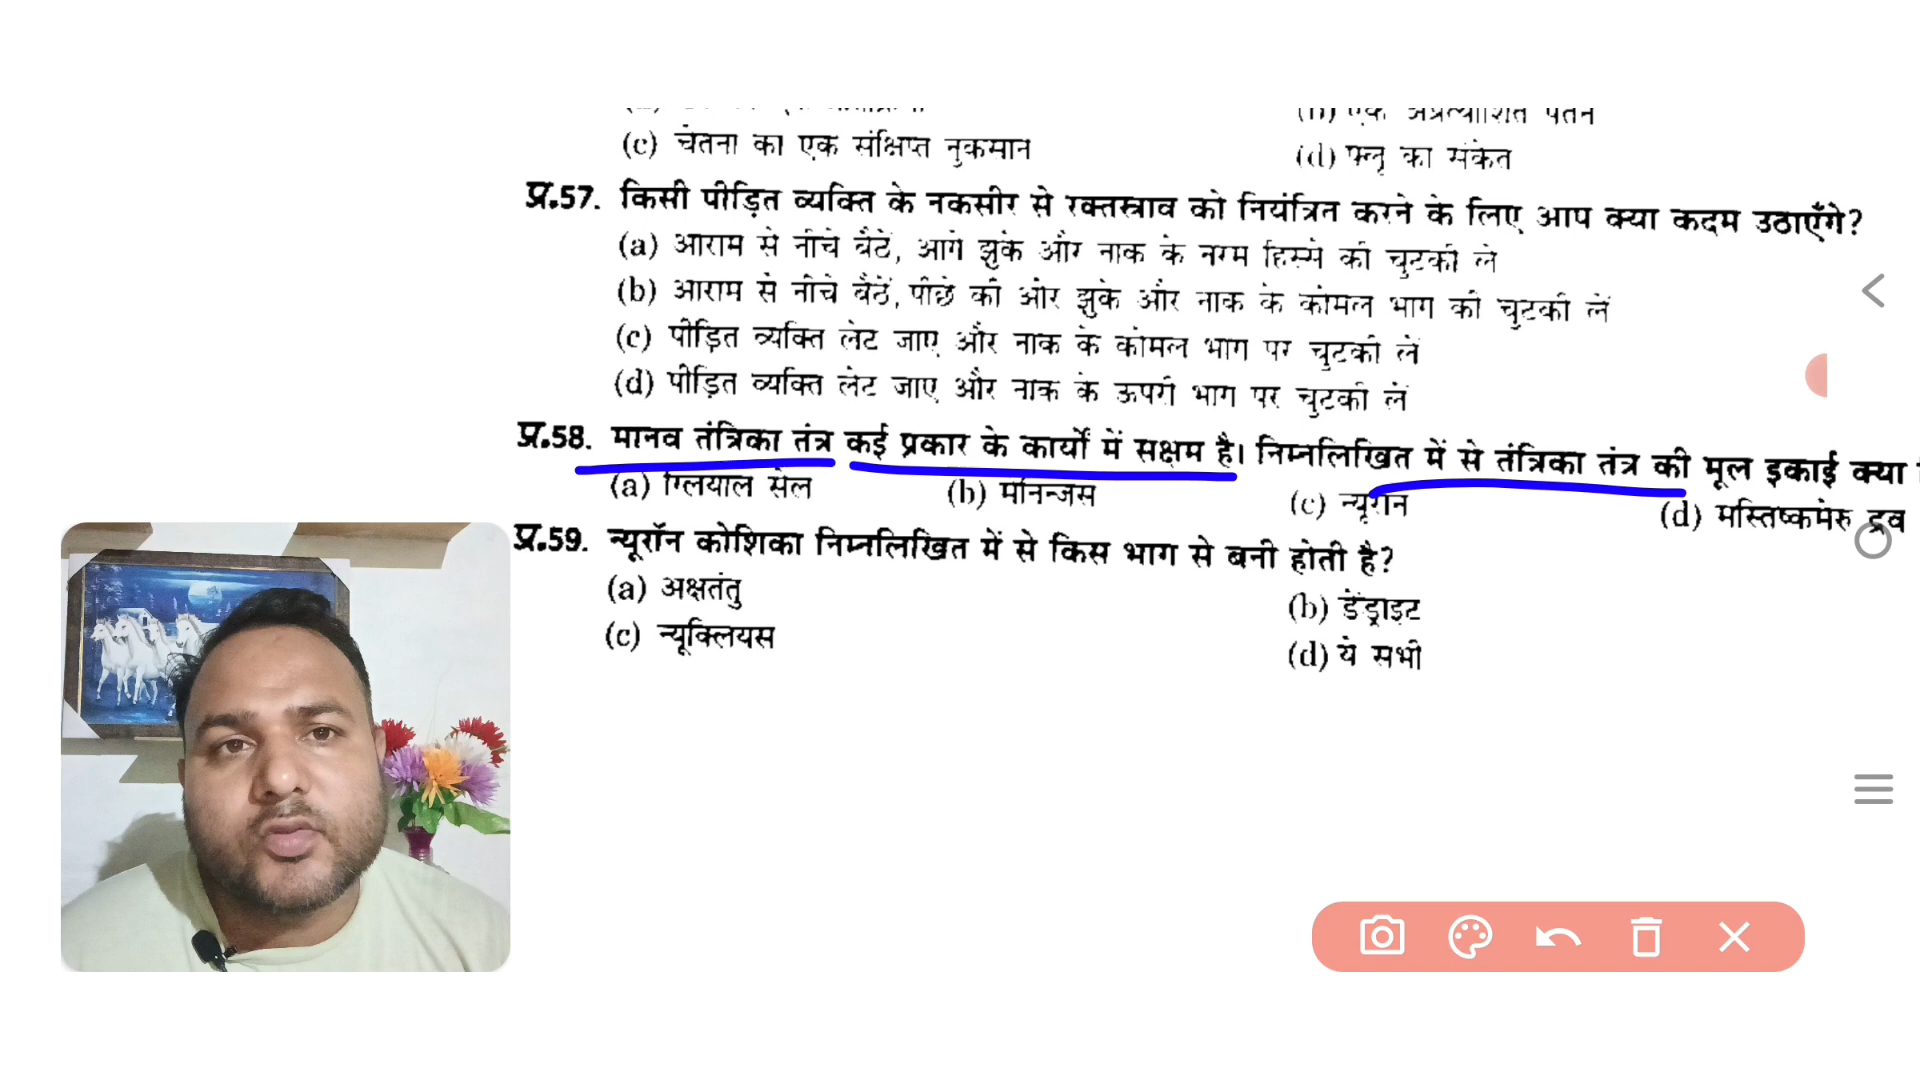 (c) चेतना का एक संक्षिप्त नुकसान
(d) फ्लू का संकेत
प्र.57. किसी पीड़ित व्यक्ति के नकसीर से रक्तस्त्राव को नियंत्रित करने के लिए आप क्या कदम उठाएँगे?
(a) आराम से नीचे बैठें, आगे झुके और नाक के नरम हिस्से की चुटकी ले
(b) आराम से नीचे बैठें, पीछे की ओर झुके और नाक के कोमल भाग की चुटकी लें
(c) पीड़ित व्यक्ति लेट जाए और नाक के कोमल भाग पर चुटकी लें
(d) पीड़ित व्यक्ति लेट जाए और नाक के ऊपरी भाग पर चुटकी लें
प्र.58. मानव तंत्रिका तंत्र कई प्रकार के कार्यों में सक्षम है। निम्नलिखित में से तंत्रिका तंत्र की मूल इकाई क्या
(a) ग्लियाल सेल (b) मेनिन्जस (c) न्यूरॉन (d) मस्तिष्कमेरु द्रव
प्र.59. न्यूरॉन कोशिका निम्नलिखित में से किस भाग से बनी होती है?
(a) अक्षतंतु (b) डेंड्राइट
(c) न्यूक्लियस (d) ये सभी